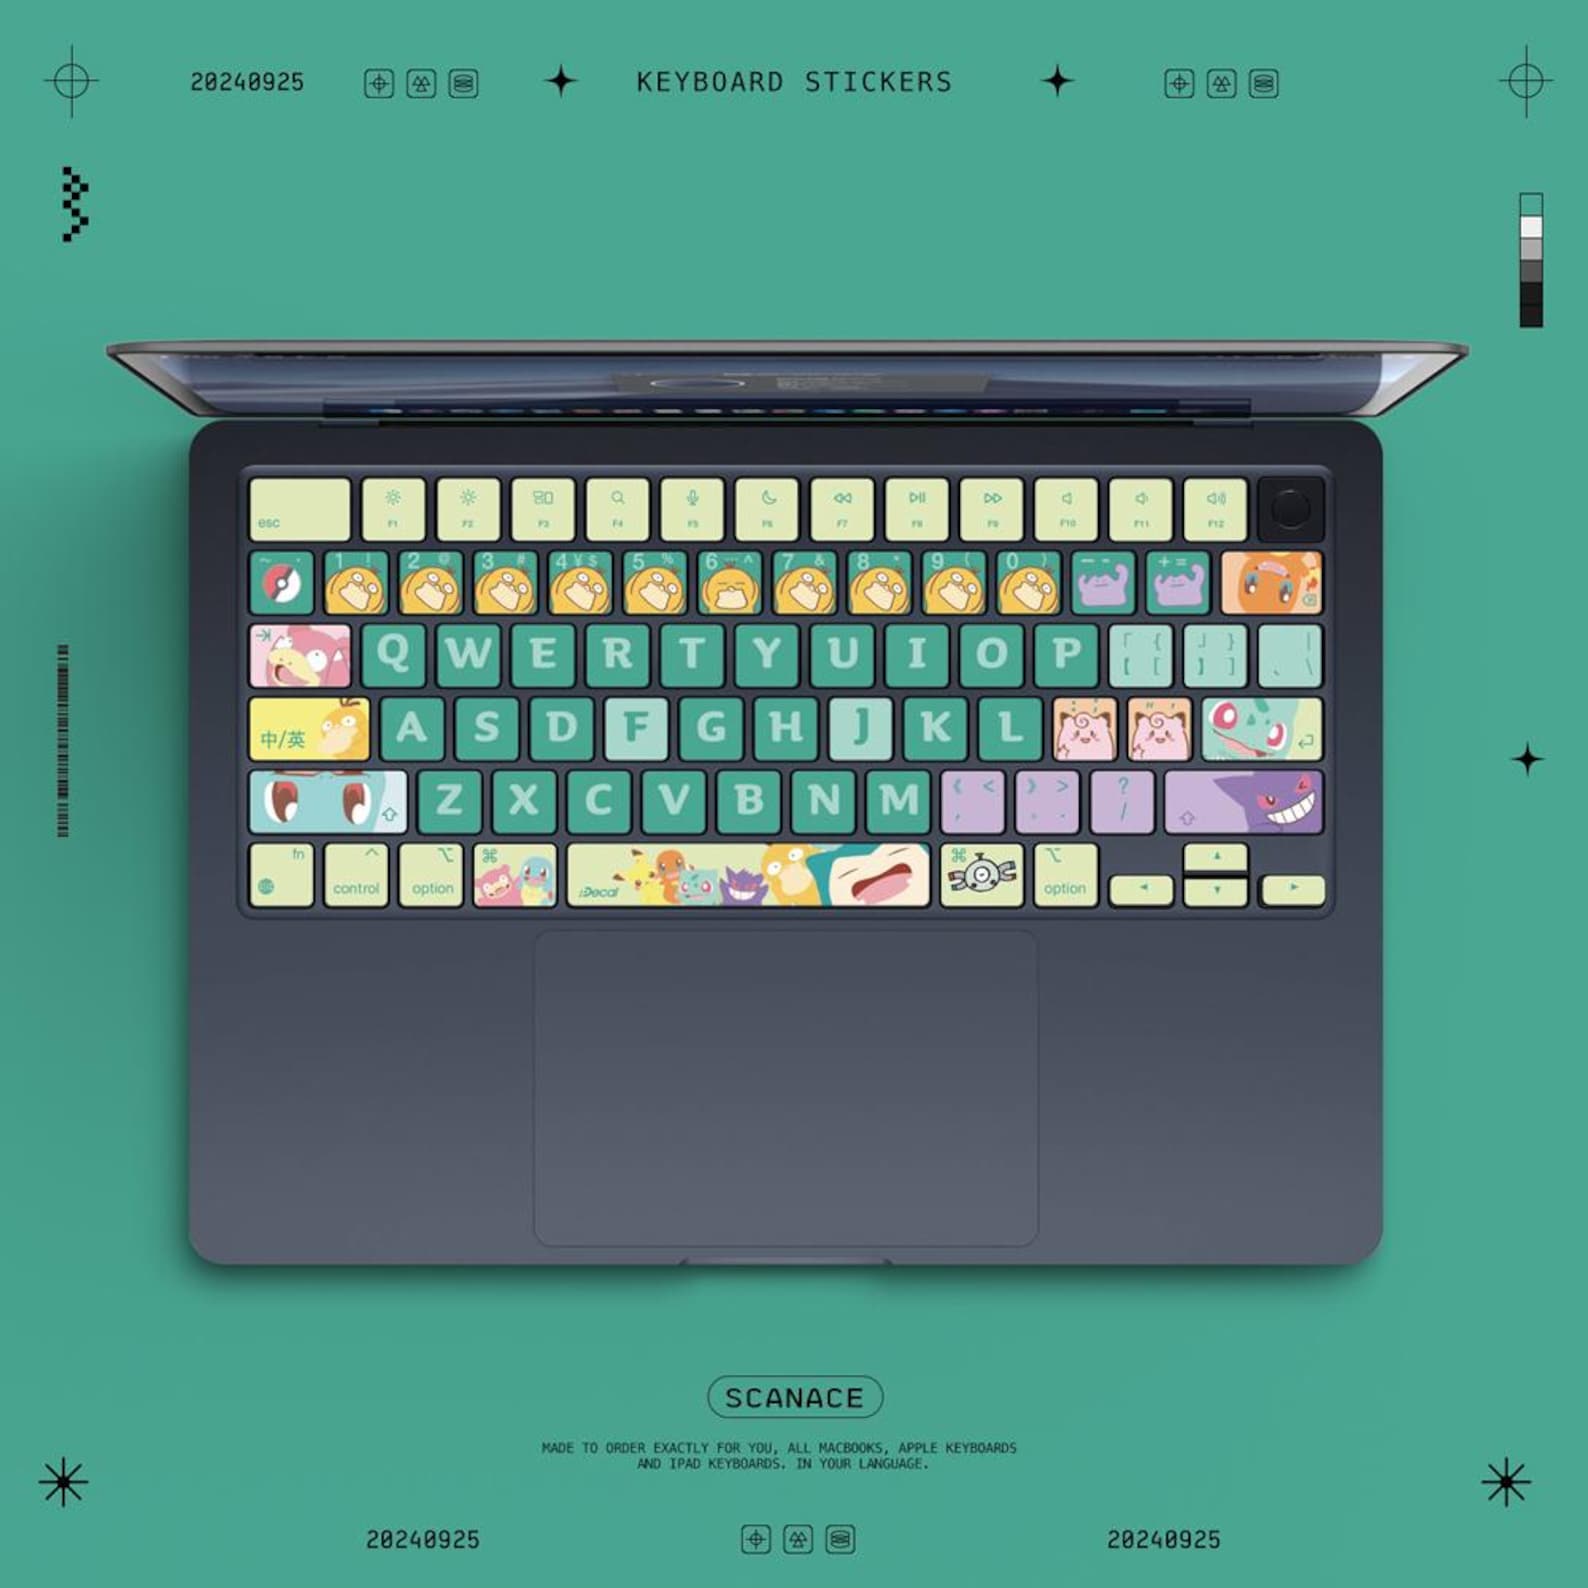 20240925 KEYBOARD STICKERS
esc F1 F2 F3 F4 F5 F6 F7 F8 F9 F10 F11 F12
~ · 1 ! 2 @ 3 # 4 ¥ $ 5 % 6 … ^ 7 & 8 * 9 ( 0 ) — - + =
Q W E R T Y U I O P 「 { 【 [ 」 } 】 ] | 、 \
中/英 A S D F G H J K L : ; " '
Z X C V B N M 《 < , 》 > . ? /
fn control option ⌘ Decal ⌘ option
SCANACE
MADE TO ORDER EXACTLY FOR YOU, ALL MACBOOKS, APPLE KEYBOARDS
AND IPAD KEYBOARDS. IN YOUR LANGUAGE.
20240925 20240925